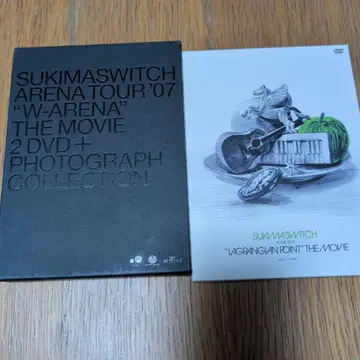 SUKIMASWITCH
ARENA TOUR '07
"W-ARENA"
THE MOVIE
2 DVD+
PHOTOGRAPH
COLLECTION
DVD
SUKIMASWITCH
"LAGRANGIAN POINT" THE MOVIE